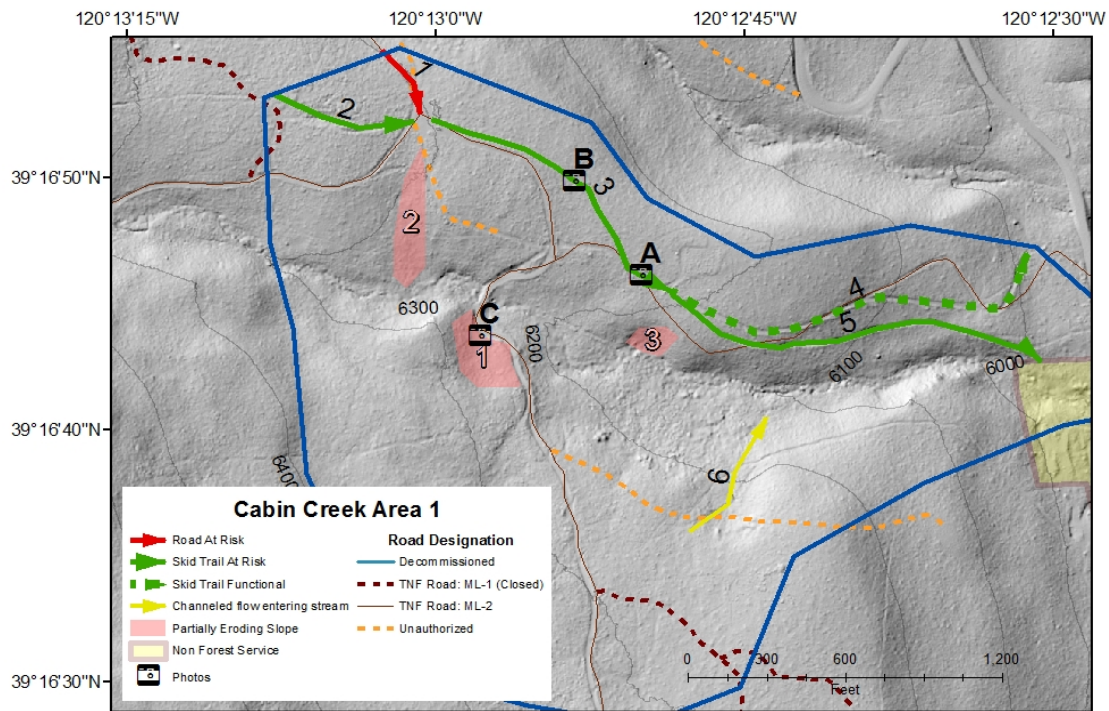 120°13'15"W 120°13'0"W 120°12'45"W 120°12'30"W
1
2
B
39°16'50"N
3
2
A
6300
4
C
5
3
6200
1
6100
6000
39°16'40"N
6
6400
Cabin Creek Area 1
Road At Risk
Skid Trail At Risk
Skid Trail Functional
Channeled flow entering stream
Partially Eroding Slope
Non Forest Service
Photos
Road Designation
Decommissioned
TNF Road: ML-1 (Closed)
TNF Road: ML-2
Unauthorized
0 300 600 1,200
Feet
39°16'30"N